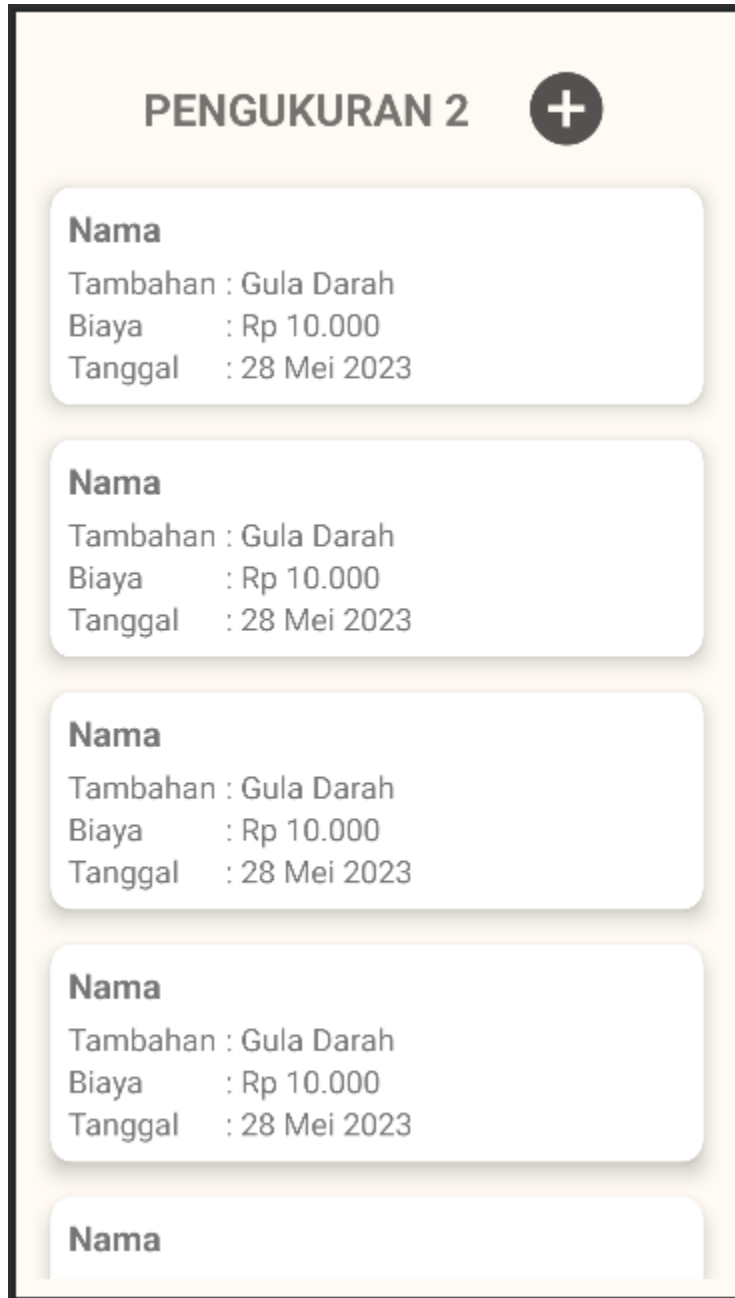 PENGUKURAN 2
Nama
Tambahan : Gula Darah
Biaya : Rp 10.000
Tanggal : 28 Mei 2023
Nama
Tambahan : Gula Darah
Biaya : Rp 10.000
Tanggal : 28 Mei 2023
Nama
Tambahan : Gula Darah
Biaya : Rp 10.000
Tanggal : 28 Mei 2023
Nama
Tambahan : Gula Darah
Biaya : Rp 10.000
Tanggal : 28 Mei 2023
Nama